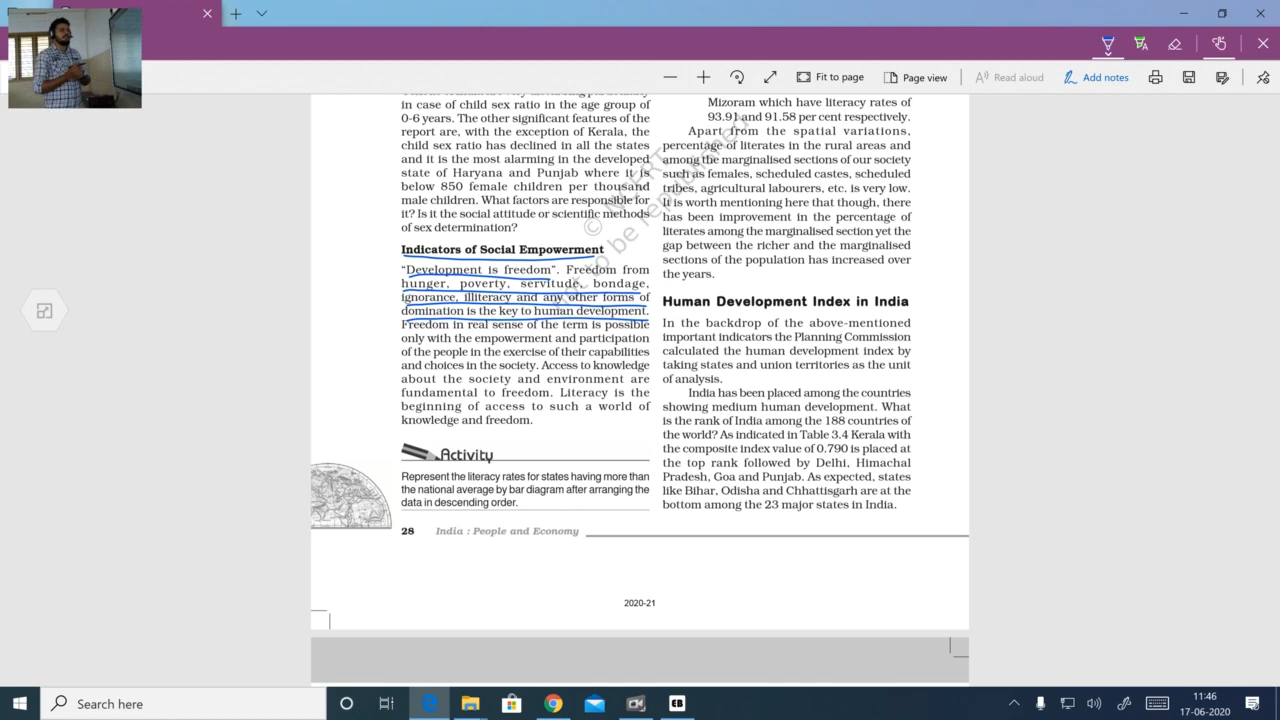 Fit to page
Page view
Read aloud
Add notes
in case of child sex ratio in the age group of
0-6 years. The other significant features of the
report are, with the exception of Kerala, the
child sex ratio has declined in all the states
and it is the most alarming in the developed
state of Haryana and Punjab where it is
below 850 female children per thousand
male children. What factors are responsible for
it? Is it the social attitude or scientific methods
of sex determination?
Indicators of Social Empowerment
“Development is freedom”. Freedom from
hunger, poverty, servitude, bondage,
ignorance, illiteracy and any other forms of
domination is the key to human development.
Freedom in real sense of the term is possible
only with the empowerment and participation
of the people in the exercise of their capabilities
and choices in the society. Access to knowledge
about the society and environment are
fundamental to freedom. Literacy is the
beginning of access to such a world of
knowledge and freedom.
Activity
Represent the literacy rates for states having more than
the national average by bar diagram after arranging the
data in descending order.
28 India : People and Economy
Mizoram which have literacy rates of
93.91 and 91.58 per cent respectively.
Apart from the spatial variations,
percentage of literates in the rural areas and
among the marginalised sections of our society
such as females, scheduled castes, scheduled
tribes, agricultural labourers, etc. is very low.
It is worth mentioning here that though, there
has been improvement in the percentage of
literates among the marginalised section yet the
gap between the richer and the marginalised
sections of the population has increased over
the years.
Human Development Index in India
In the backdrop of the above-mentioned
important indicators the Planning Commission
calculated the human development index by
taking states and union territories as the unit
of analysis.
India has been placed among the countries
showing medium human development. What
is the rank of India among the 188 countries of
the world? As indicated in Table 3.4 Kerala with
the composite index value of 0.790 is placed at
the top rank followed by Delhi, Himachal
Pradesh, Goa and Punjab. As expected, states
like Bihar, Odisha and Chhattisgarh are at the
bottom among the 23 major states in India.
© NCERT
not to be republished
2020-21
Search here
EB
11:46
17-06-2020